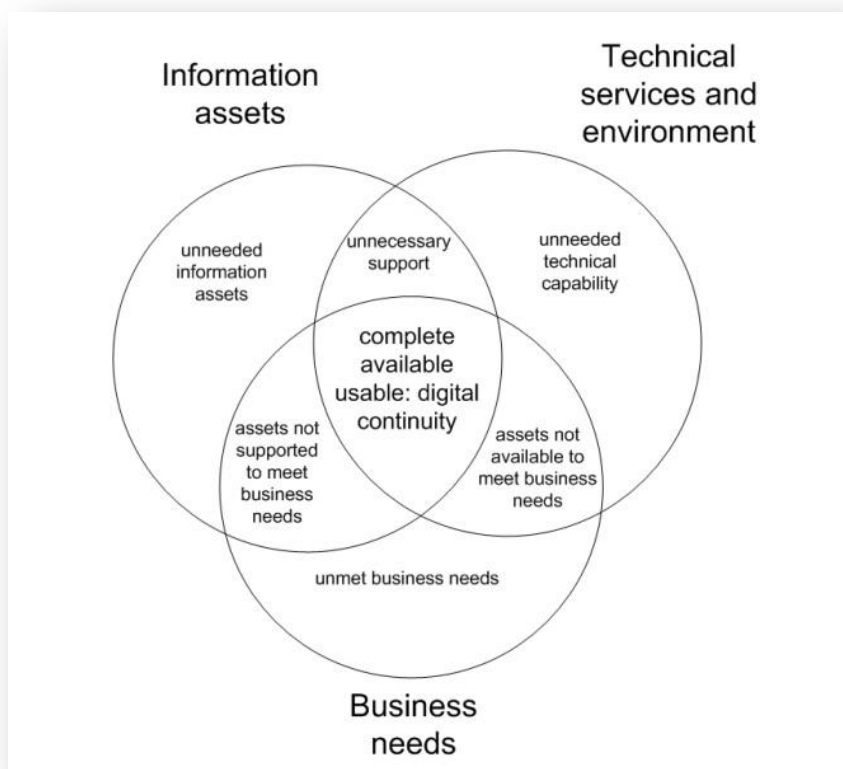 Information
assets
Technical
services and
environment
unneeded
information
assets
unnecessary
support
unneeded
technical
capability
complete
available
usable: digital
continuity
assets not
supported
to meet
business
needs
assets not
available to
meet business
needs
unmet business needs
Business
needs